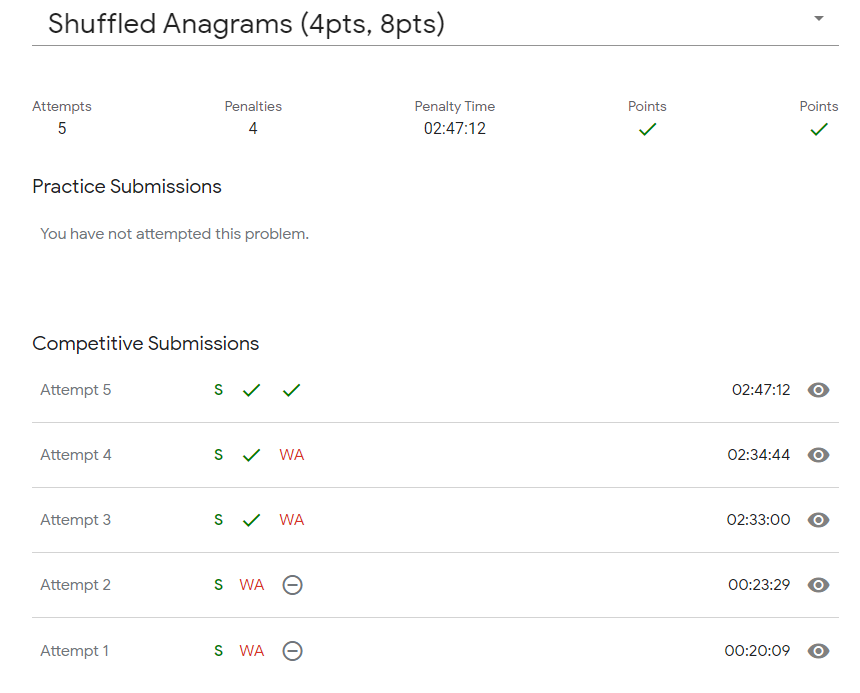 Shuffled Anagrams (4pts, 8pts)
Attempts Penalties Penalty Time Points Points
5 4 02:47:12
Practice Submissions
You have not attempted this problem.
Competitive Submissions
Attempt 5 S 02:47:12
Attempt 4 S WA 02:34:44
Attempt 3 S WA 02:33:00
Attempt 2 S WA 00:23:29
Attempt 1 S WA 00:20:09